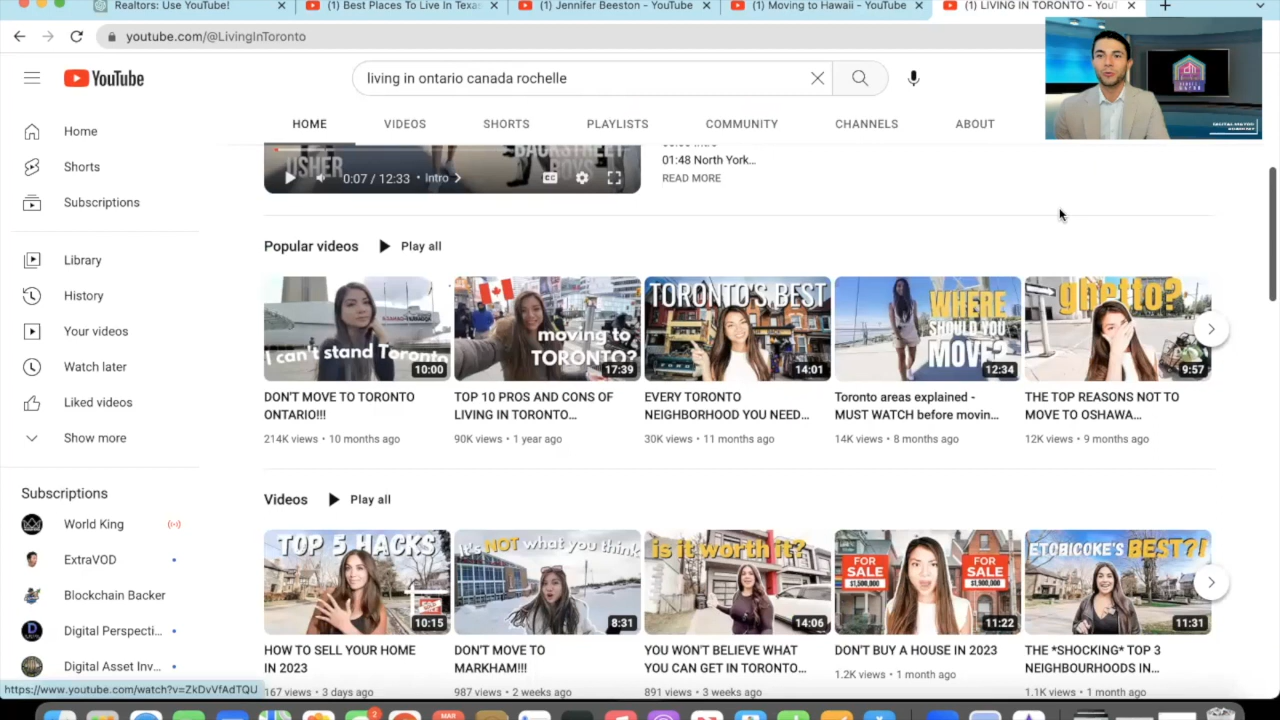 Realtors: Use YouTube!
(1) Best Places To Live In Texas
(1) Jennifer Beeston - YouTube
(1) Moving to Hawaii - YouTube
(1) LIVING IN TORONTO - YouT
youtube.com/@LivingInToronto
YouTube
living in ontario canada rochelle
HOME
VIDEOS
SHORTS
PLAYLISTS
COMMUNITY
CHANNELS
ABOUT
Home
Shorts
Subscriptions
Library
History
Your videos
Watch later
Liked videos
Show more
Subscriptions
World King
ExtraVOD
Blockchain Backer
Digital Perspecti...
Digital Asset Inv...
USHER
BACKSTREET
BOYS
0:07 / 12:33 • Intro
01:48 North York...
READ MORE
Popular videos
Play all
I can't stand Toronto
10:00
moving to
TORONTO?
17:39
TORONTO'S BEST
14:01
WHERE
SHOULD YOU
MOVE?
12:34
ghetto?
9:57
DON'T MOVE TO TORONTO
ONTARIO!!!
214K views • 10 months ago
TOP 10 PROS AND CONS OF
LIVING IN TORONTO...
90K views • 1 year ago
EVERY TORONTO
NEIGHBORHOOD YOU NEED...
30K views • 11 months ago
Toronto areas explained -
MUST WATCH before movin...
14K views • 8 months ago
THE TOP REASONS NOT TO
MOVE TO OSHAWA...
12K views • 9 months ago
Videos
Play all
TOP 5 HACKS
10:15
it's NOT what you think
8:31
is it worth it?
14:06
FOR
SALE
$1,500,000
FOR
SALE
$1,900,000
11:22
ETOBICOKE'S BEST?!
11:31
HOW TO SELL YOUR HOME
IN 2023
167 views • 3 days ago
DON'T MOVE TO
MARKHAM!!!
987 views • 2 weeks ago
YOU WON'T BELIEVE WHAT
YOU CAN GET IN TORONTO...
891 views • 3 weeks ago
DON'T BUY A HOUSE IN 2023
1.2K views • 1 month ago
THE *SHOCKING* TOP 3
NEIGHBOURHOODS IN...
1.1K views • 1 month ago
https://www.youtube.com/watch?v=ZkDvVfAdTQU
MAR
2